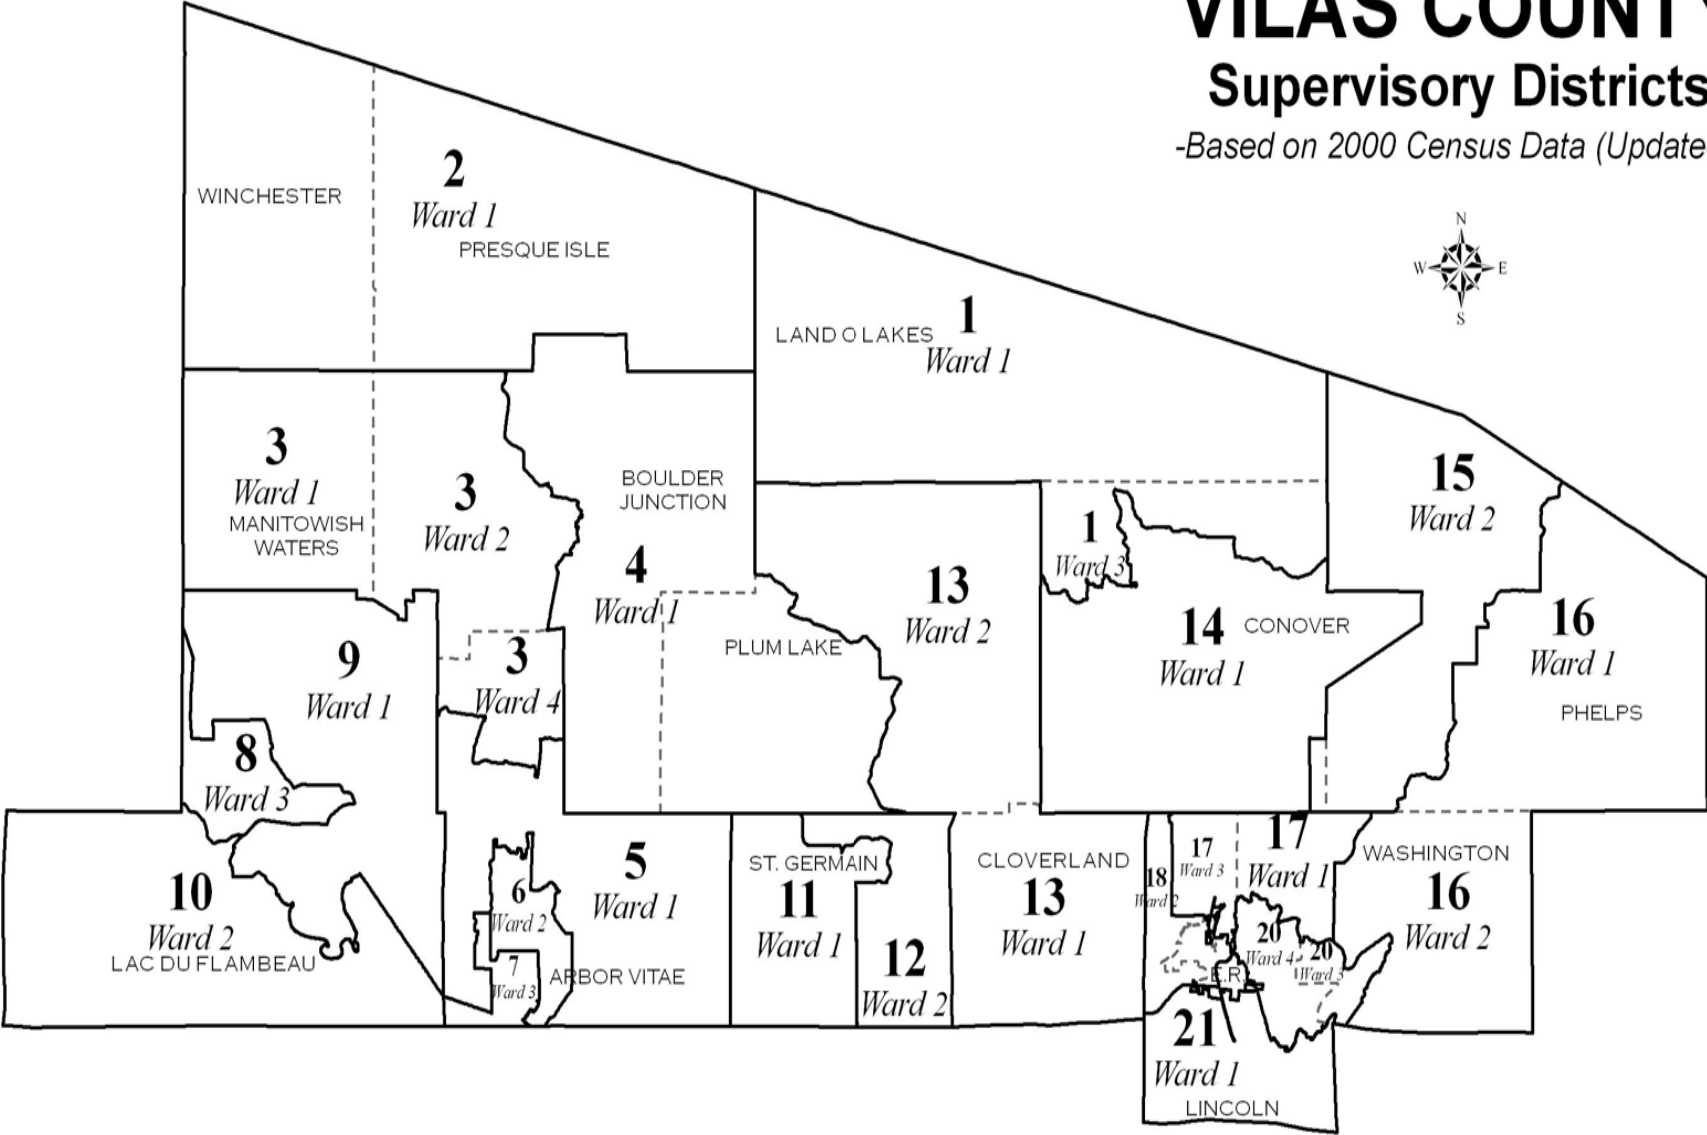 VILAS COUNTY
Supervisory Districts
-Based on 2000 Census Data (Update
N
W E
S
WINCHESTER
2
Ward 1
PRESQUE ISLE
LAND O LAKES
1
Ward 1
3
Ward 1
MANITOWISH
WATERS
3
Ward 2
BOULDER
JUNCTION
4
Ward 1
15
Ward 2
1
Ward 3
13
Ward 2
PLUM LAKE
14
CONOVER
Ward 1
16
Ward 1
PHELPS
9
Ward 1
3
Ward 4
8
Ward 3
10
Ward 2
LAC DU FLAMBEAU
6
Ward 2
7
Ward 3
5
Ward 1
ARBOR VITAE
ST. GERMAIN
11
Ward 1
12
Ward 2
CLOVERLAND
13
Ward 1
18
Ward 2
17
Ward 3
17
Ward 1
WASHINGTON
16
Ward 2
20
Ward 4
20
Ward 3
E.R.
21
Ward 1
LINCOLN